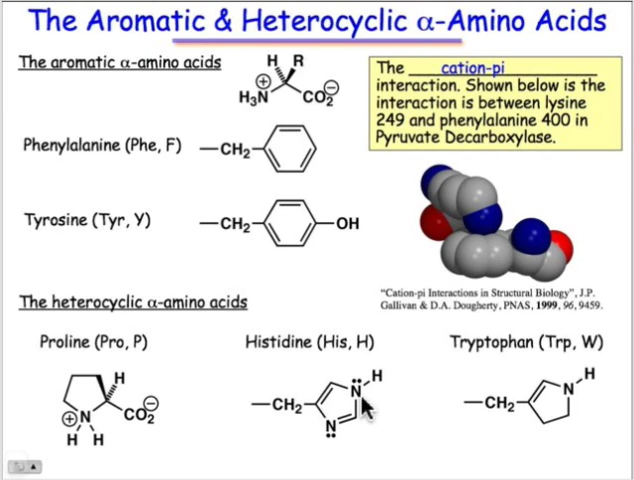 The Aromatic & Heterocyclic α-Amino Acids
The aromatic α-amino acids
H R
H3N
CO2
The cation-pi
interaction. Shown below is the
interaction is between lysine
249 and phenylalanine 400 in
Pyruvate Decarboxylase.
Phenylalanine (Phe, F)
CH2
Tyrosine (Tyr, Y)
CH2
OH
"Cation-pi Interactions in Structural Biology", J.P.
Gallivan & D.A. Dougherty, PNAS, 1999, 96, 9459.
The heterocyclic α-amino acids
Proline (Pro, P)
Histidine (His, H)
Tryptophan (Trp, W)
H
N
CO2
H H
CH2
N
H
N
CH2
N
H